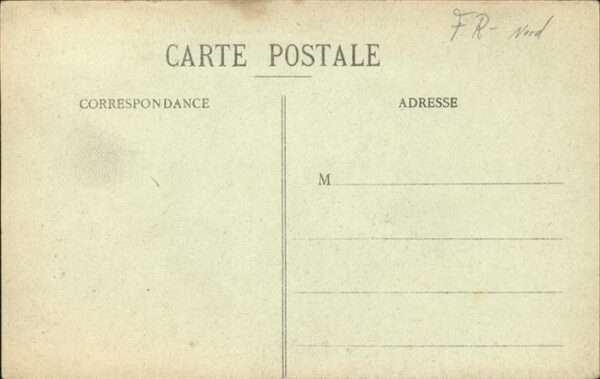 FR- Nord
CARTE POSTALE
CORRESPONDANCE
ADRESSE
M